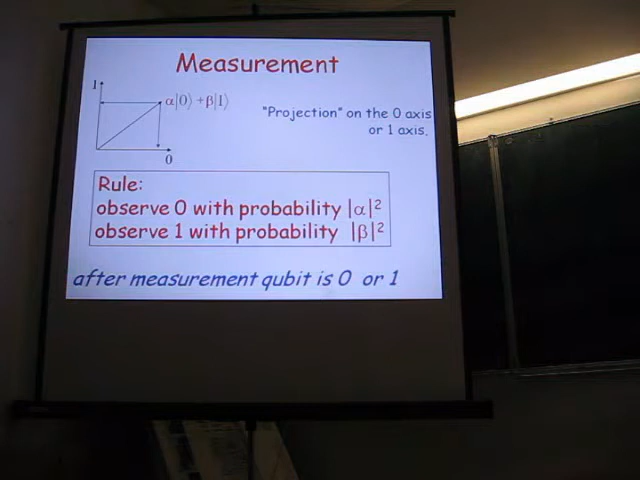 Measurement
1
α|0⟩ +β|1⟩
"Projection" on the 0 axis
or 1 axis.
0
Rule:
observe 0 with probability |α|²
observe 1 with probability |β|²
after measurement qubit is 0 or 1